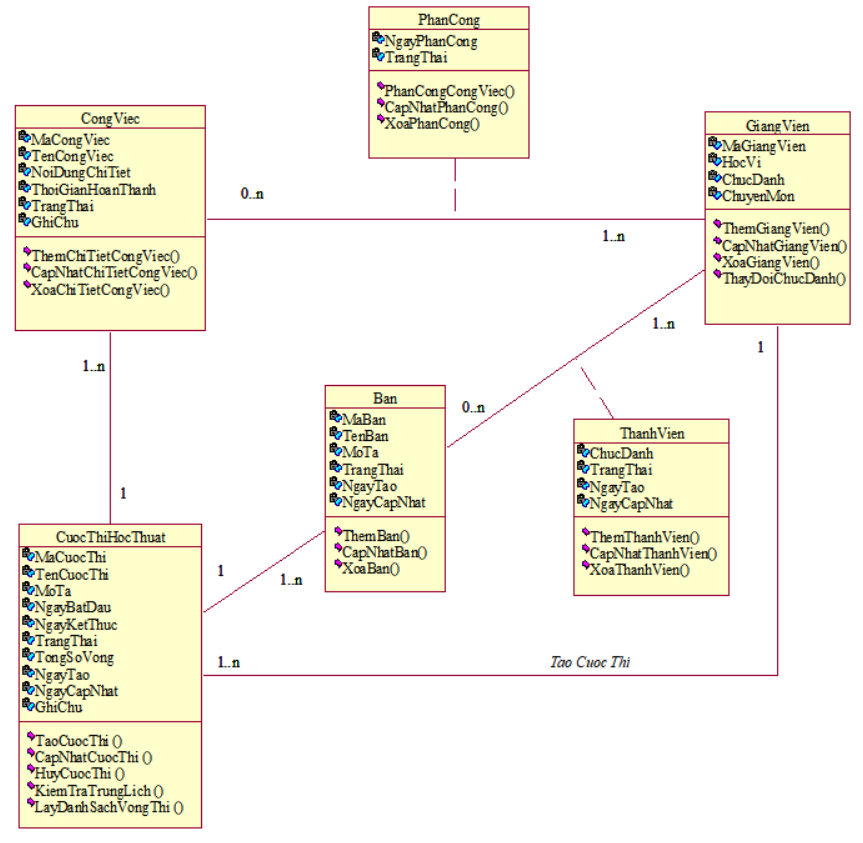 PhanCong
NgayPhanCong
TrangThai
PhanCongCongViec()
CapNhatPhanCong()
XoaPhanCong()
CongViec
MaCongViec
TenCongViec
NoiDungChiTiet
ThoiGianHoanThanh
TrangThai
GhiChu
ThemChiTietCongViec()
CapNhatChiTietCongViec()
XoaChiTietCongViec()
0..n
1..n
GiangVien
MaGiangVien
HocVi
ChucDanh
ChuyenMon
ThemGiangVien()
CapNhatGiangVien()
XoaGiangVien()
ThayDoiChucDanh()
1..n
1
1..n
0..n
Ban
MaBan
TenBan
MoTa
TrangThai
NgayTao
NgayCapNhat
ThemBan()
CapNhatBan()
XoaBan()
ThanhVien
ChucDanh
TrangThai
NgayTao
NgayCapNhat
ThemThanhVien()
CapNhatThanhVien()
XoaThanhVien()
1
CuocThiHocThuat
MaCuocThi
TenCuocThi
MoTa
NgayBatDau
NgayKetThuc
TrangThai
TongSoVong
NgayTao
NgayCapNhat
GhiChu
TaoCuocThi ()
CapNhatCuocThi ()
HuyCuocThi ()
KiemTraTrungLich ()
LayDanhSachVongThi ()
1
1..n
1..n
Tao Cuoc Thi